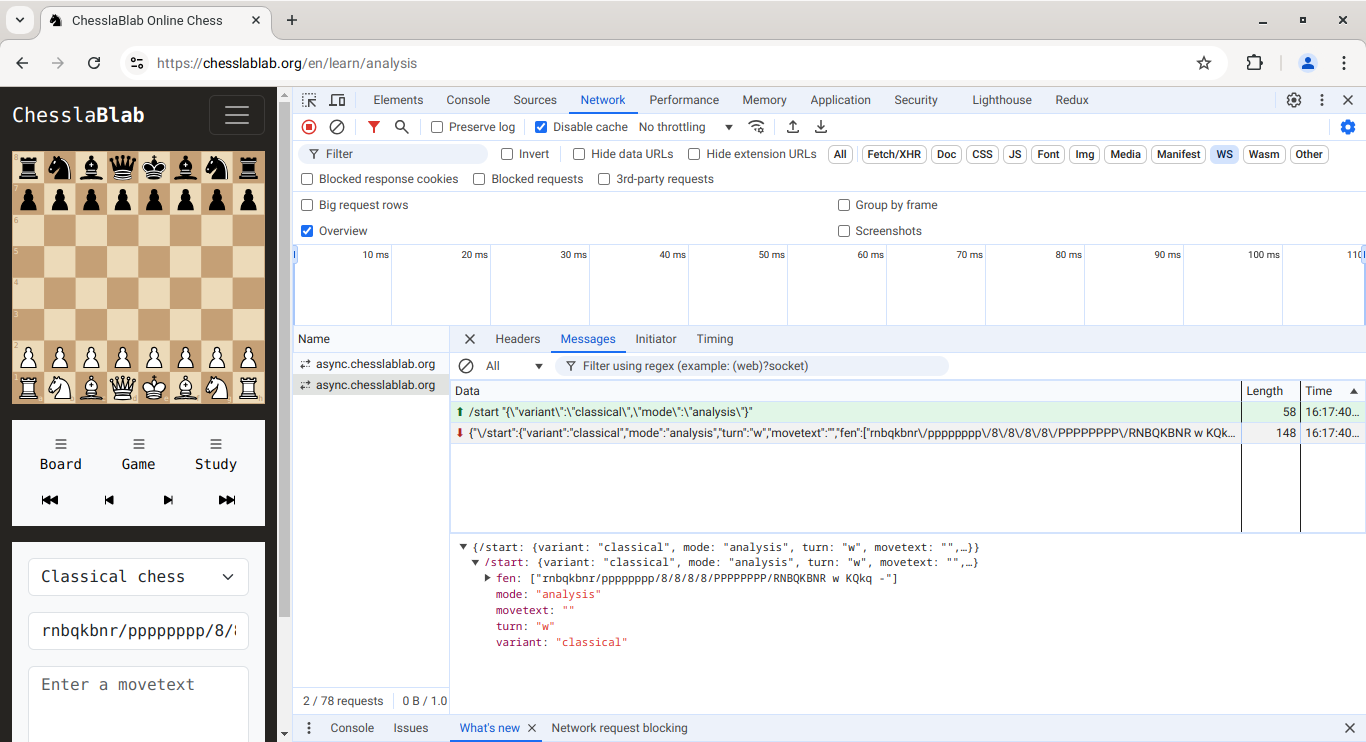 ChesslaBlab Online Chess
https://chesslablab.org/en/learn/analysis
ChesslaBlab
8
7
6
5
4
3
2
Board Game Study
Classical chess
rnbqkbnr/pppppppp/8/8
Enter a movetext
Elements Console Sources Network Performance Memory Application Security Lighthouse Redux
Preserve log Disable cache No throttling
Filter Invert Hide data URLs Hide extension URLs All Fetch/XHR Doc CSS JS Font Img Media Manifest WS Wasm Other
Blocked response cookies Blocked requests 3rd-party requests
Big request rows Group by frame
Overview Screenshots
10 ms 20 ms 30 ms 40 ms 50 ms 60 ms 70 ms 80 ms 90 ms 100 ms 110
Name
async.chesslablab.org
async.chesslablab.org
Headers Messages Initiator Timing
All Filter using regex (example: (web)?socket)
Data Length Time
/start "{\"variant\":\"classical\",\"mode\":\"analysis\"}" 58 16:17:40…
{"\/start":{"variant":"classical","mode":"analysis","turn":"w","movetext":"","fen":["rnbqkbnr\/pppppppp\/8\/8\/8\/8\/PPPPPPPP\/RNBQKBNR w KQk… 148 16:17:40…
{/start: {variant: "classical", mode: "analysis", turn: "w", movetext: "",…}}
/start: {variant: "classical", mode: "analysis", turn: "w", movetext: "",…}
fen: ["rnbqkbnr/pppppppp/8/8/8/8/PPPPPPPP/RNBQKBNR w KQkq -"]
mode: "analysis"
movetext: ""
turn: "w"
variant: "classical"
2 / 78 requests 0 B / 1.0
Console Issues What's new Network request blocking